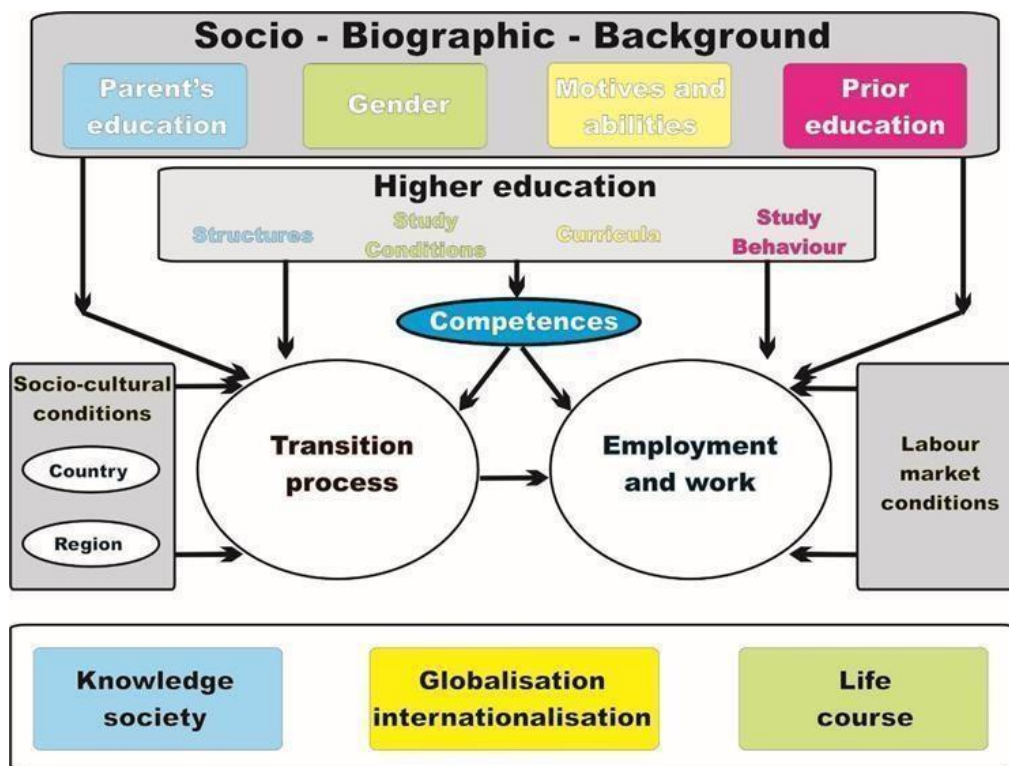 Socio - Biographic - Background
Parent's
education
Gender
Motives and
abilities
Prior
education
Higher education
Structures
Study
Conditions
Curricula
Study
Behaviour
Competences
Socio-cultural
conditions
Country
Region
Transition
process
Employment
and work
Labour
market
conditions
Knowledge
society
Globalisation
internationalisation
Life
course